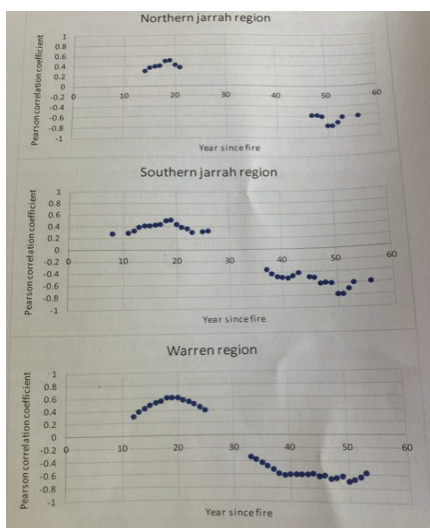 Northern jarrah region
Pearson correlation coefficient
1
0.8
0.6
0.4
0.2
0
-0.2
-0.4
-0.6
-0.8
-1
0 10 20 30 40 50 60
Year since fire
Southern jarrah region
Pearson correlation coefficient
1
0.8
0.6
0.4
0.2
0
-0.2
-0.4
-0.6
-0.8
-1
0 10 20 30 40 50 60
Year since fire
Warren region
Pearson correlation coefficient
1
0.8
0.6
0.4
0.2
0
-0.2
-0.4
-0.6
-0.8
-1
0 10 20 30 40 50 60
Year since fire